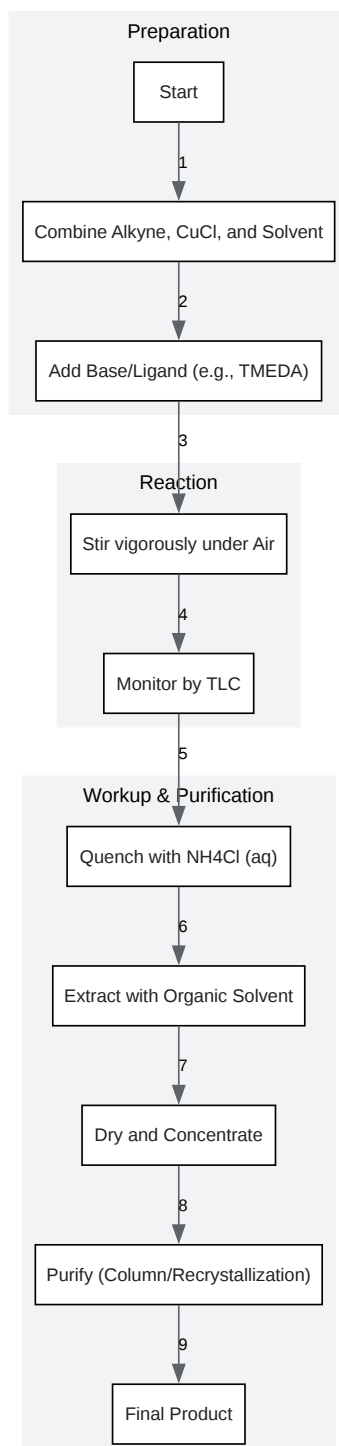 Preparation
Start
1
Combine Alkyne, CuCl, and Solvent
2
Add Base/Ligand (e.g., TMEDA)
3
Reaction
Stir vigorously under Air
4
Monitor by TLC
5
Workup & Purification
Quench with NH4Cl (aq)
6
Extract with Organic Solvent
7
Dry and Concentrate
8
Purify (Column/Recrystallization)
9
Final Product